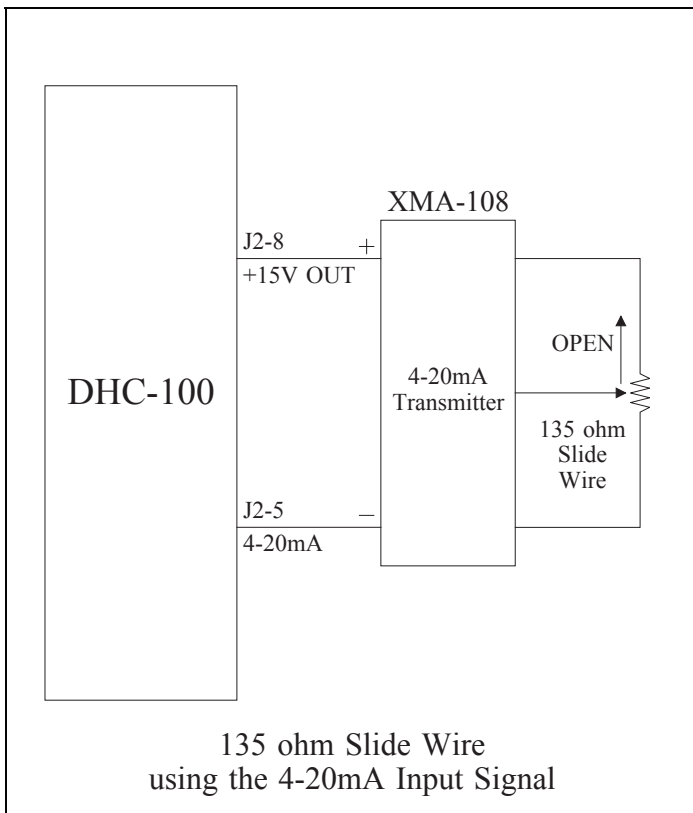 XMA-108
J2-8
+
+15V OUT
OPEN
DHC-100
4-20mA
Transmitter
135 ohm
Slide
Wire
J2-5
–
4-20mA
135 ohm Slide Wire
using the 4-20mA Input Signal